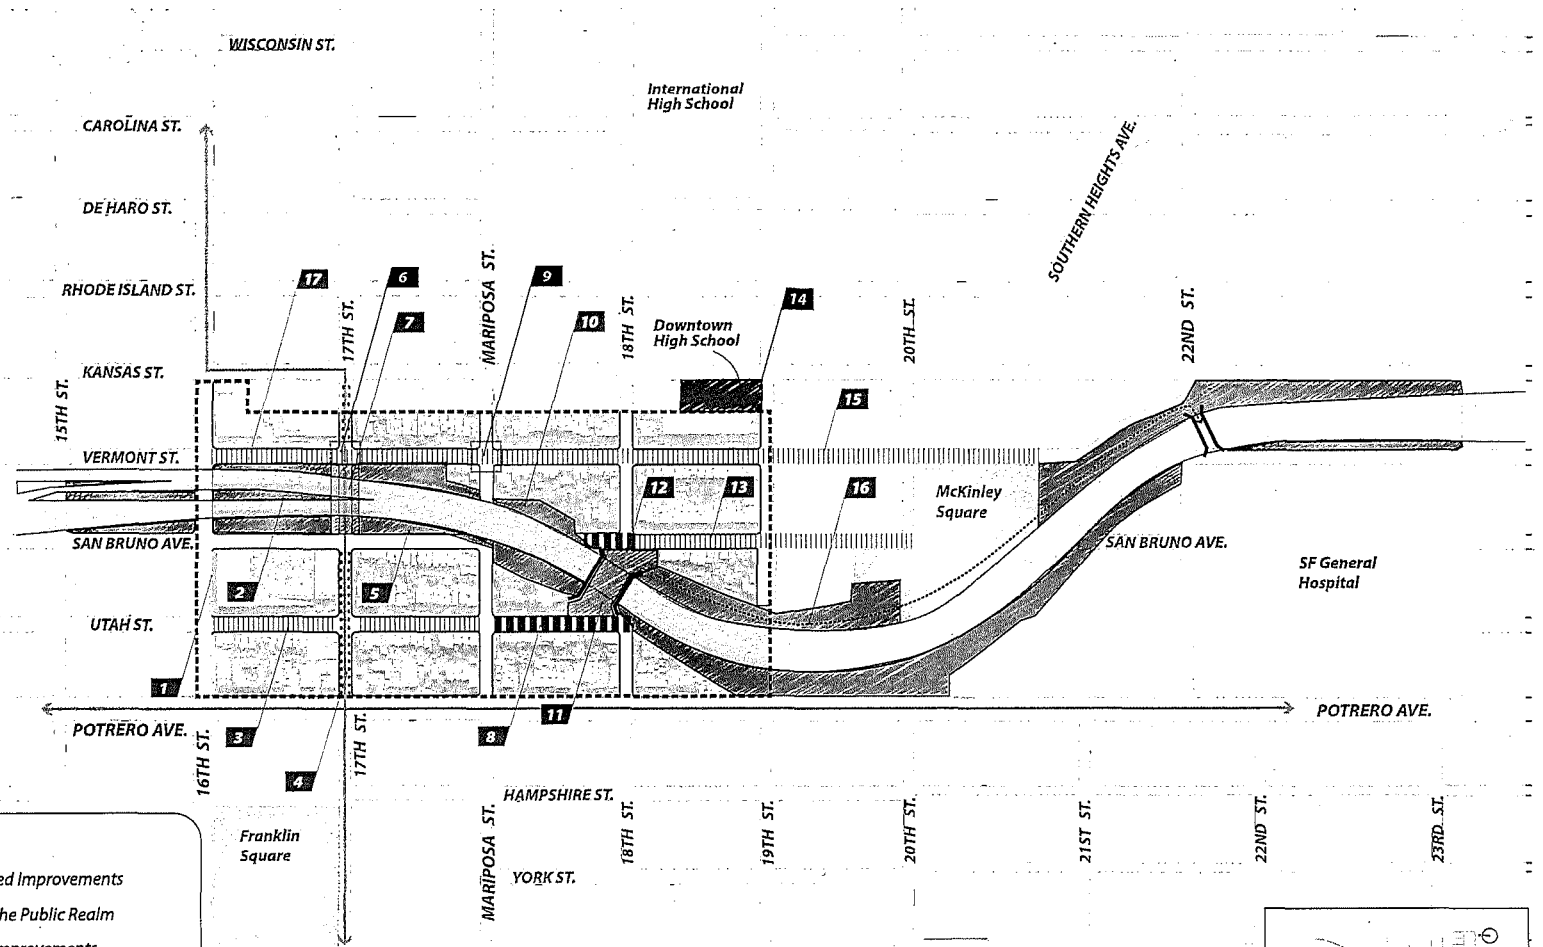 WISCONSIN ST.
International
High School
CAROLINA ST.
SOUTHERN HEIGHTS AVE.
DE HARO ST.
RHODE ISLAND ST.
17
6
9
MARIPOSA ST.
14
17TH ST.
7
10
18TH ST.
Downtown
High School
20TH ST.
22ND ST.
KANSAS ST.
15TH ST.
15
VERMONT ST.
12
13
16
McKinley
Square
SAN BRUNO AVE.
SAN BRUNO AVE.
SF General
Hospital
2
5
UTAH ST.
1
11
POTRERO AVE.
POTRERO AVE.
3
8
16TH ST.
17TH ST.
4
HAMPSHIRE ST.
Franklin
Square
MARIPOSA ST.
18TH ST.
19TH ST.
20TH ST.
21ST ST.
22ND ST.
23RD ST.
YORK ST.
ed Improvements
he Public Realm